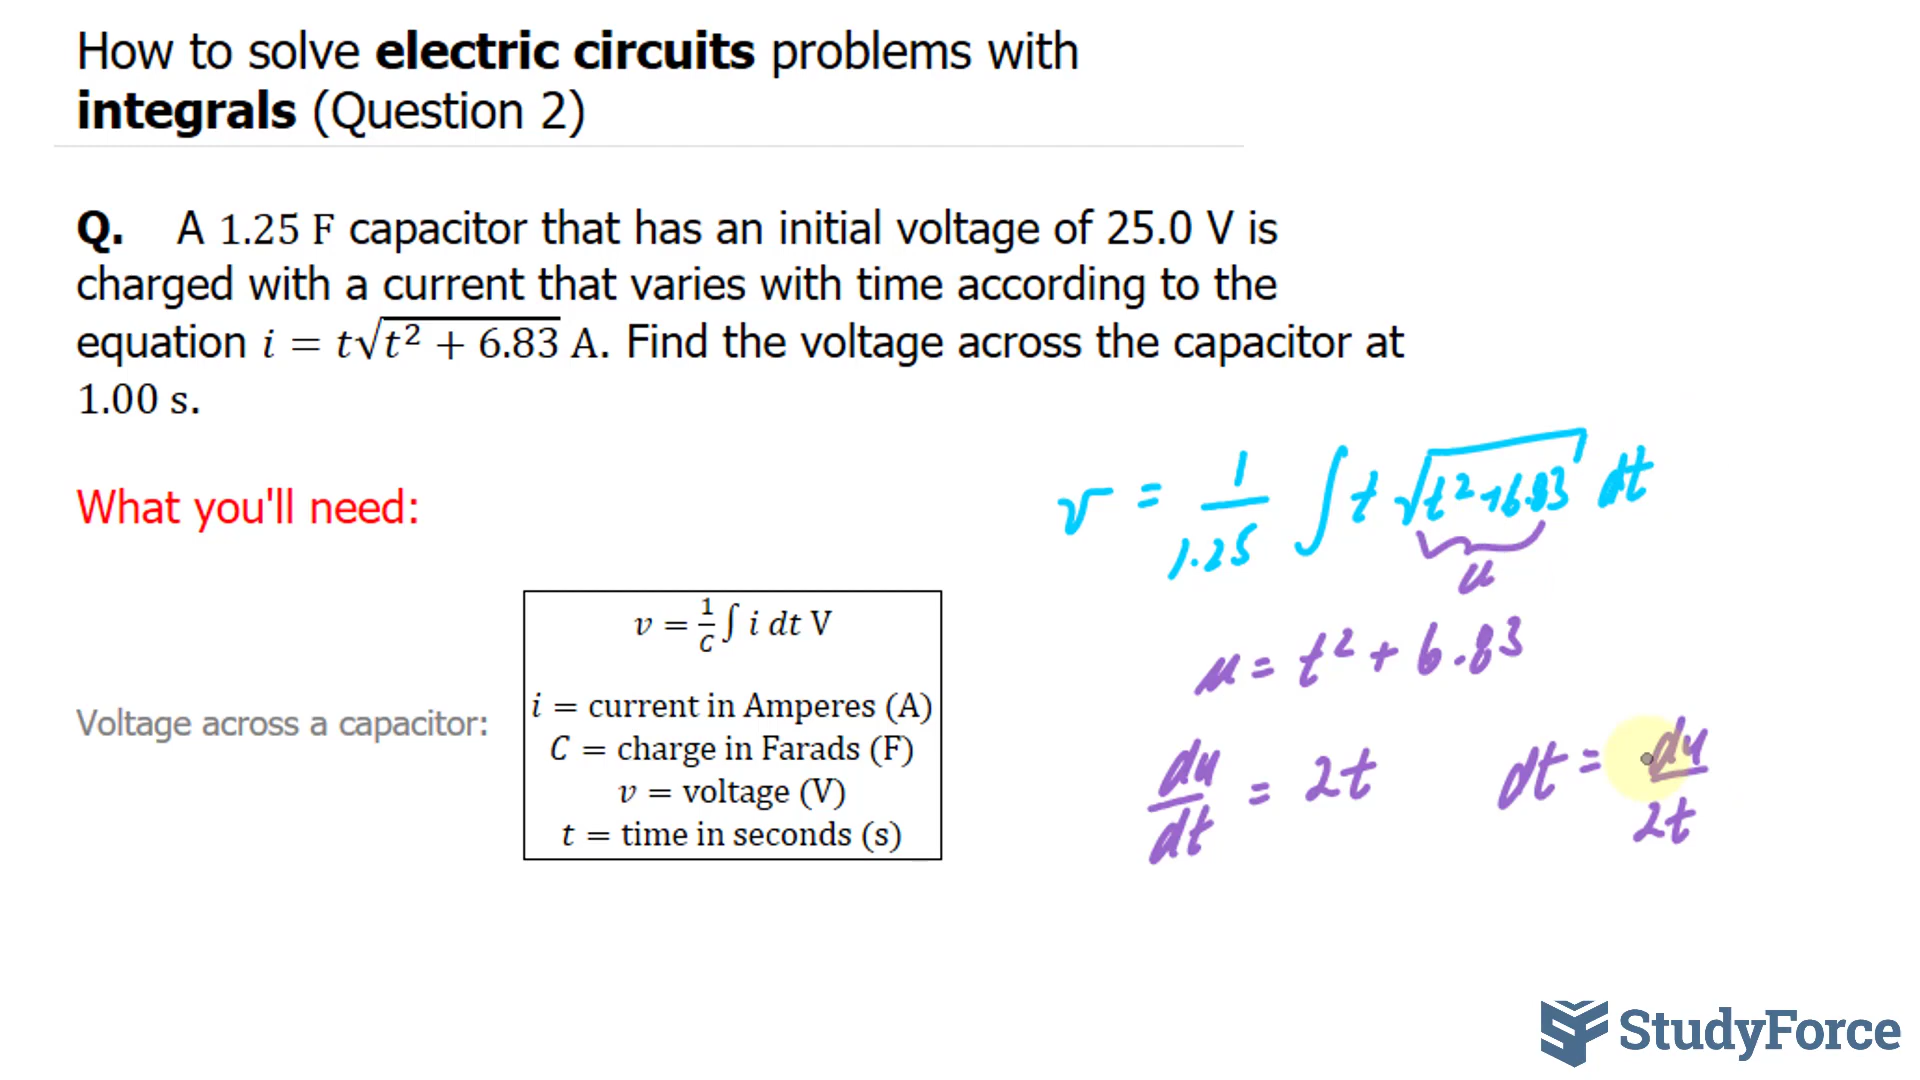 How to solve electric circuits problems with
integrals (Question 2)
Q. A 1.25 F capacitor that has an initial voltage of 25.0 V is
charged with a current that varies with time according to the
equation i = t√(t² + 6.83) A. Find the voltage across the capacitor at
1.00 s.
What you'll need:
v = 1/1.25 ∫ t √(t² + 6.83) dt
u
u = t² + 6.83
du/dt = 2t dt = du/2t
Voltage across a capacitor:
v = 1/C ∫ i dt V
i = current in Amperes (A)
C = charge in Farads (F)
v = voltage (V)
t = time in seconds (s)
StudyForce